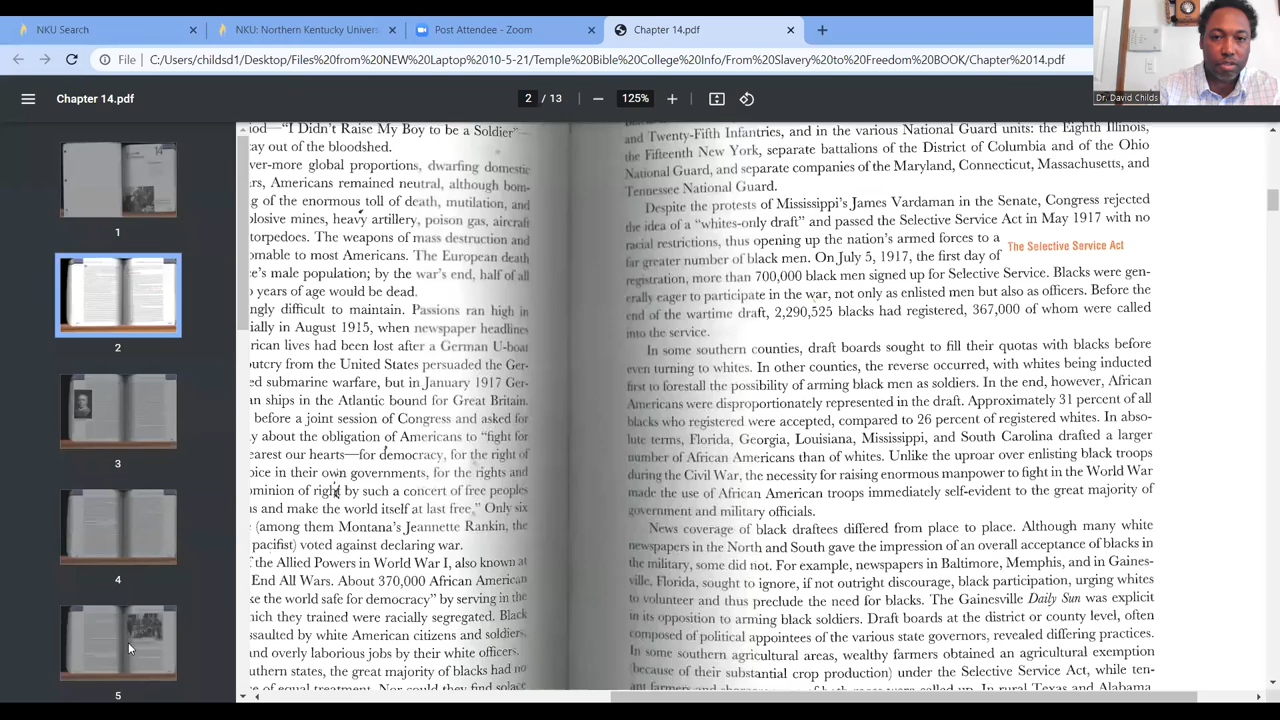 NKU Search
NKU: Northern Kentucky Univers
Post Attendee - Zoom
Chapter 14.pdf
File
C:/Users/childsd1/Desktop/Files%20from%20NEW%20Laptop%2010-5-21/Temple%20Bible%20College%20Info/From%20Slavery%20to%20Freedom%20BOOK/Chapter%2014.pdf
Dr. David Childs
Chapter 14.pdf
2 / 13
125%
1
2
3
4
5
iod—"I Didn't Raise My Boy to be a Soldier"—
ay out of the bloodshed.
ver-more global proportions, dwarfing domestic
rs, Americans remained neutral, although bom-
g of the enormous toll of death, mutilation, and
plosive mines, heavy artillery, poison gas, aircraft
torpedoes. The weapons of mass destruction and
omable to most Americans. The European death
e's male population; by the war's end, half of all
o years of age would be dead.
ngly difficult to maintain. Passions ran high in
ially in August 1915, when newspaper headlines
rican lives had been lost after a German U-boat
outcry from the United States persuaded the Ger-
ed submarine warfare, but in January 1917 Ger-
an ships in the Atlantic bound for Great Britain.
before a joint session of Congress and asked for
y about the obligation of Americans to "fight for
earest our hearts—for democracy, for the right of
oice in their own governments, for the rights and
ominion of right by such a concert of free peoples
s and make the world itself at last free." Only six
(among them Montana's Jeannette Rankin, the
pacifist) voted against declaring war.
f the Allied Powers in World War I, also known at
End All Wars. About 370,000 African American
ke the world safe for democracy" by serving in the
hich they trained were racially segregated. Black
ssaulted by white American citizens and soldiers,
and overly laborious jobs by their white officers.
uthern states, the great majority of blacks had no
ce of equal treatment. Nor could they find solace
and Twenty-Fifth Infantries, and in the various National Guard units: the Eighth Illinois,
the Fifteenth New York, separate battalions of the District of Columbia and of the Ohio
National Guard, and separate companies of the Maryland, Connecticut, Massachusetts, and
Tennessee National Guard.
Despite the protests of Mississippi's James Vardaman in the Senate, Congress rejected
the idea of a "whites-only draft" and passed the Selective Service Act in May 1917 with no
racial restrictions, thus opening up the nation's armed forces to a
The Selective Service Act
far greater number of black men. On July 5, 1917, the first day of
registration, more than 700,000 black men signed up for Selective Service. Blacks were gen-
erally eager to participate in the war, not only as enlisted men but also as officers. Before the
end of the wartime draft, 2,290,525 blacks had registered, 367,000 of whom were called
into the service.
In some southern counties, draft boards sought to fill their quotas with blacks before
even turning to whites. In other counties, the reverse occurred, with whites being inducted
first to forestall the possibility of arming black men as soldiers. In the end, however, African
Americans were disproportionately represented in the draft. Approximately 31 percent of all
blacks who registered were accepted, compared to 26 percent of registered whites. In abso-
lute terms, Florida, Georgia, Louisiana, Mississippi, and South Carolina drafted a larger
number of African Americans than of whites. Unlike the uproar over enlisting black troops
during the Civil War, the necessity for raising enormous manpower to fight in the World War
made the use of African American troops immediately self-evident to the great majority of
government and military officials.
News coverage of black draftees differed from place to place. Although many white
newspapers in the North and South gave the impression of an overall acceptance of blacks in
the military, some did not. For example, newspapers in Baltimore, Memphis, and in Gaines-
ville, Florida, sought to ignore, if not outright discourage, black participation, urging whites
to volunteer and thus preclude the need for blacks. The Gainesville Daily Sun was explicit
in its opposition to arming black soldiers. Draft boards at the district or county level, often
composed of political appointees of the various state governors, revealed differing practices.
In some southern agricultural areas, wealthy farmers obtained an agricultural exemption
(because of their substantial crop production) under the Selective Service Act, while ten-
ant farmers and of both were called up. In rural Texas and Alabama